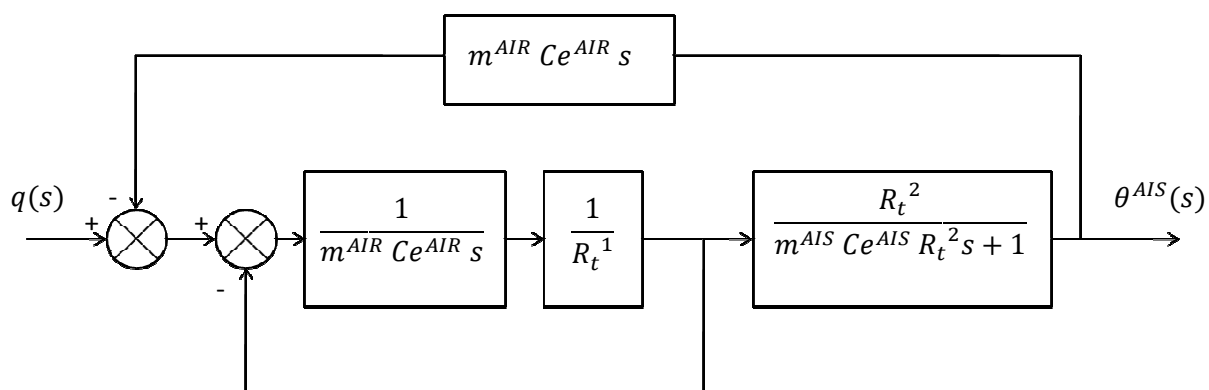 m^AIR Ce^AIR s
q(s)
-
+
+
-
1 / (m^AIR Ce^AIR s)
1 / R_t^1
R_t^2 / (m^AIS Ce^AIS R_t^2 s + 1)
θ^AIS(s)